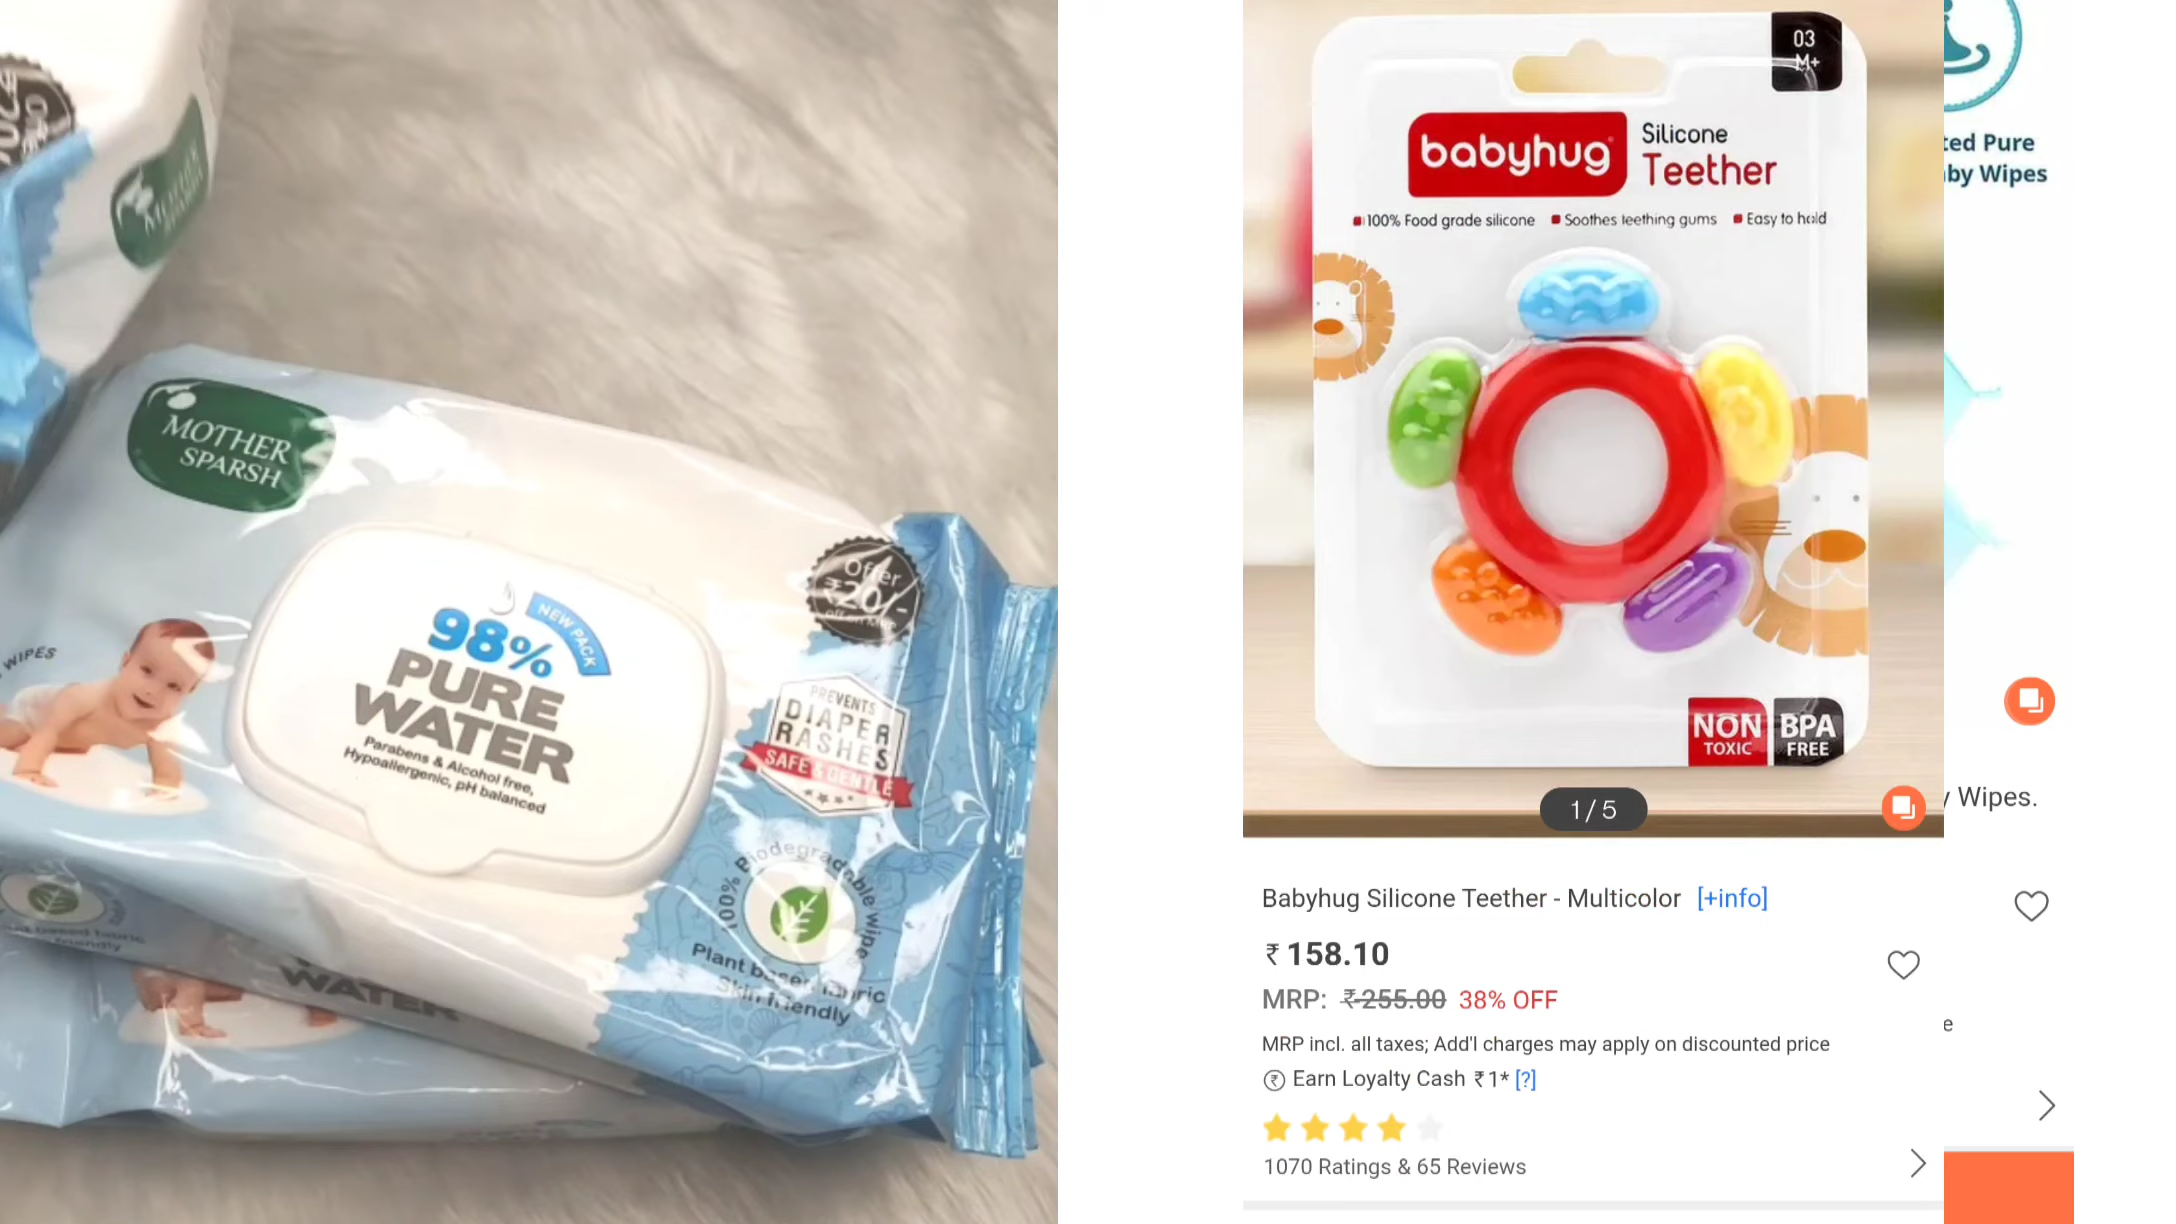 MOTHER
SPARSH
Offer
₹20/-
NEW PACK
98%
PURE
WATER
Parabens & Alcohol free,
Hypoallergenic, pH balanced
WIPES
PREVENTS
DIAPER
RASHES
SAFE & GENTLE
100% Biodegradable wipes
Plant based fabric
Skin friendly
WATER
03
M+
babyhug
Silicone
Teether
100% Food grade silicone
Soothes teething gums
Easy to hold
NON
TOXIC
BPA
FREE
1/5
Babyhug Silicone Teether - Multicolor [+info]
₹ 158.10
MRP: ₹ 255.00 38% OFF
MRP incl. all taxes; Add'l charges may apply on discounted price
Earn Loyalty Cash ₹ 1* [?]
1070 Ratings & 65 Reviews
Pure
Wipes
Wipes.